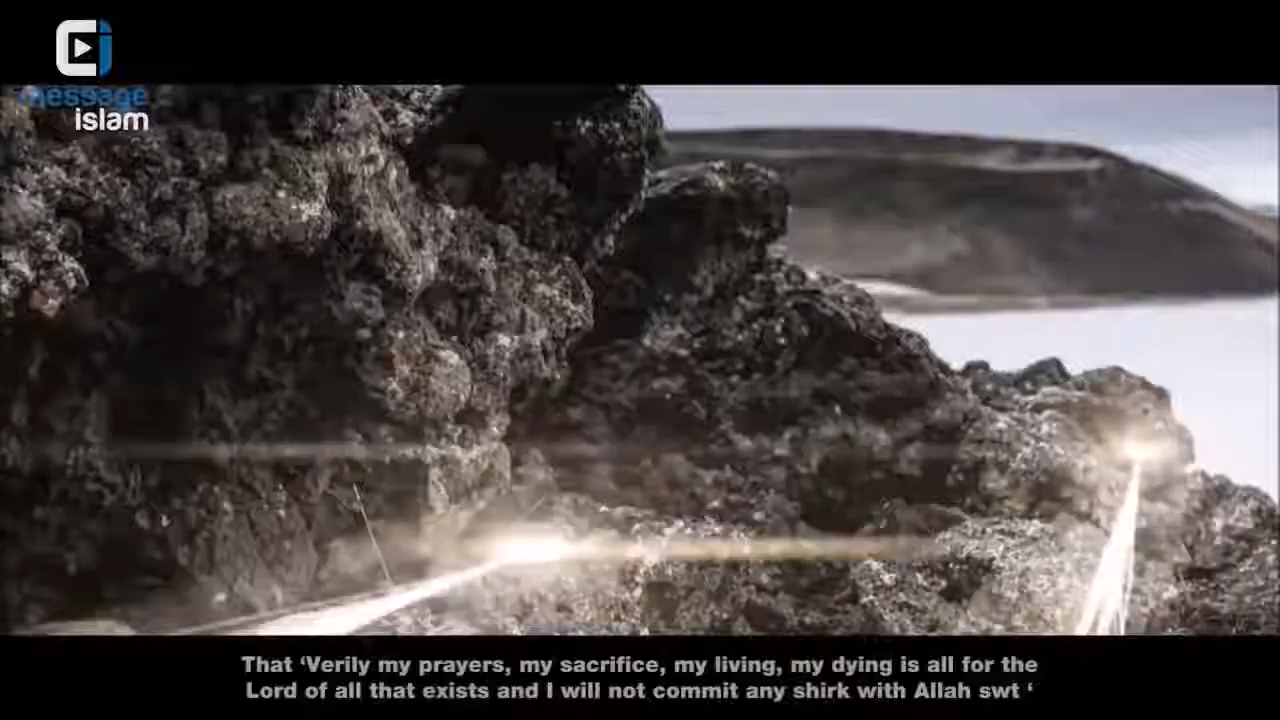 message
islam
That ‘Verily my prayers, my sacrifice, my living, my dying is all for the
Lord of all that exists and I will not commit any shirk with Allah swt ‘